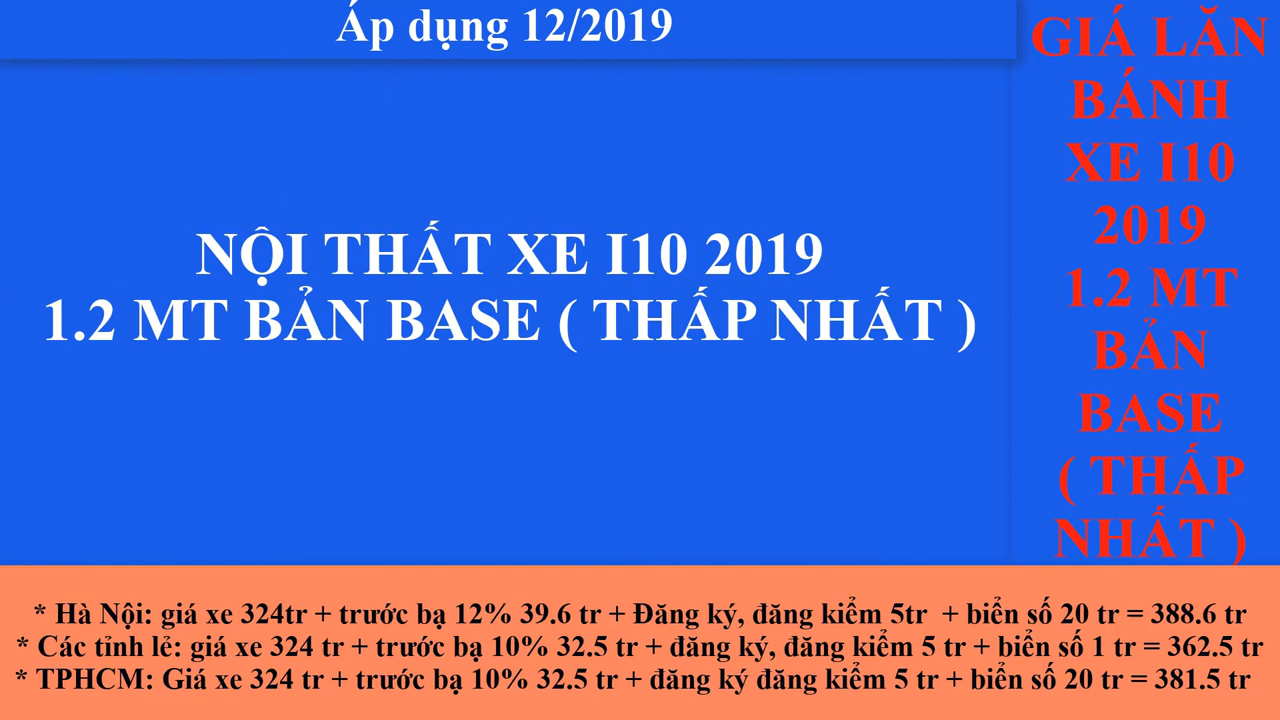 Áp dụng 12/2019
NỘI THẤT XE I10 2019
1.2 MT BẢN BASE ( THẤP NHẤT )
GIÁ LĂN
BÁNH
XE I10
2019
1.2 MT
BẢN
BASE
( THẤP
NHẤT )
* Hà Nội: giá xe 324tr + trước bạ 12% 39.6 tr + Đăng ký, đăng kiểm 5tr + biển số 20 tr = 388.6 tr
* Các tỉnh lẻ: giá xe 324 tr + trước bạ 10% 32.5 tr + đăng ký, đăng kiểm 5 tr + biển số 1 tr = 362.5 tr
* TPHCM: Giá xe 324 tr + trước bạ 10% 32.5 tr + đăng ký đăng kiểm 5 tr + biển số 20 tr = 381.5 tr